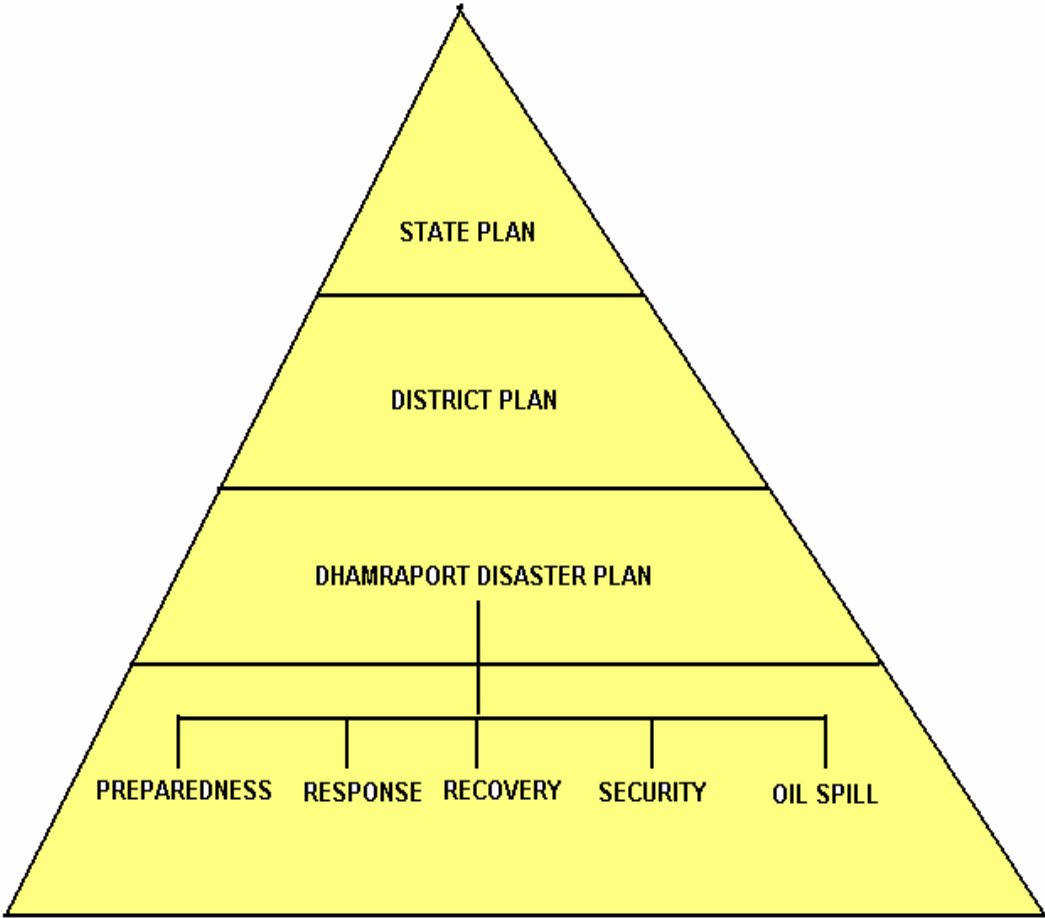 STATE PLAN
DISTRICT PLAN
DHAMRAPORT DISASTER PLAN
PREPAREDNESS RESPONSE RECOVERY SECURITY OIL SPILL